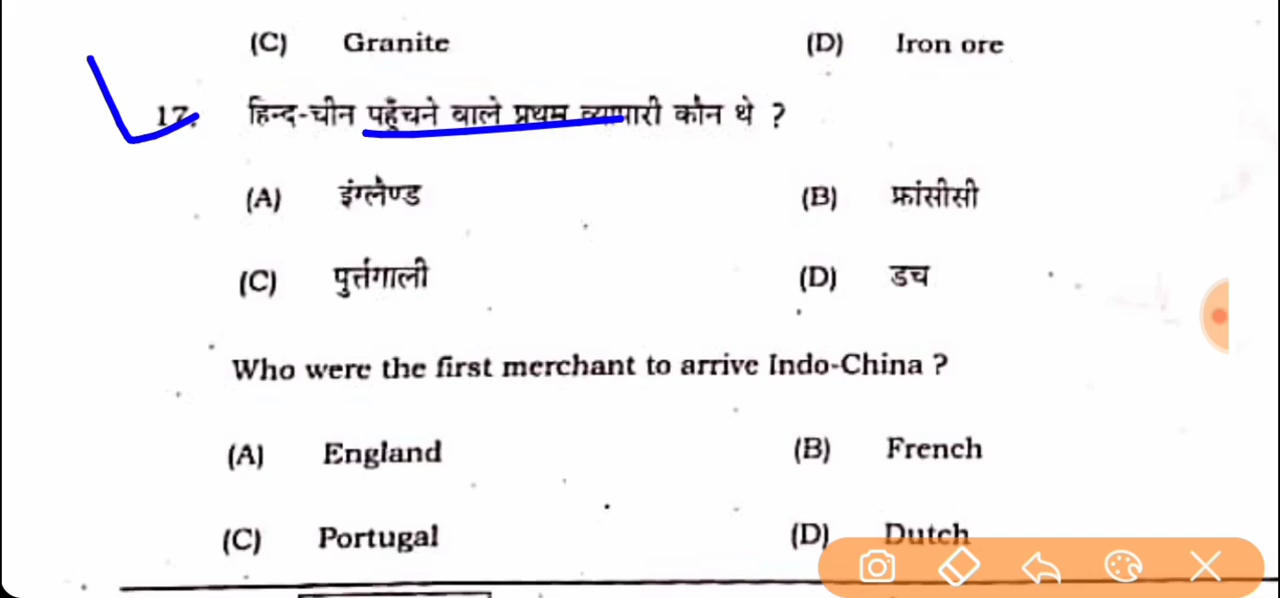 (C) Granite (D) Iron ore
17. हिन्द-चीन पहुँचने वाले प्रथम व्यापारी कौन थे ?
(A) इंग्लैण्ड (B) फ्रांसीसी
(C) पुर्त्तगाली (D) डच
Who were the first merchant to arrive Indo-China ?
(A) England (B) French
(C) Portugal (D) Dutch